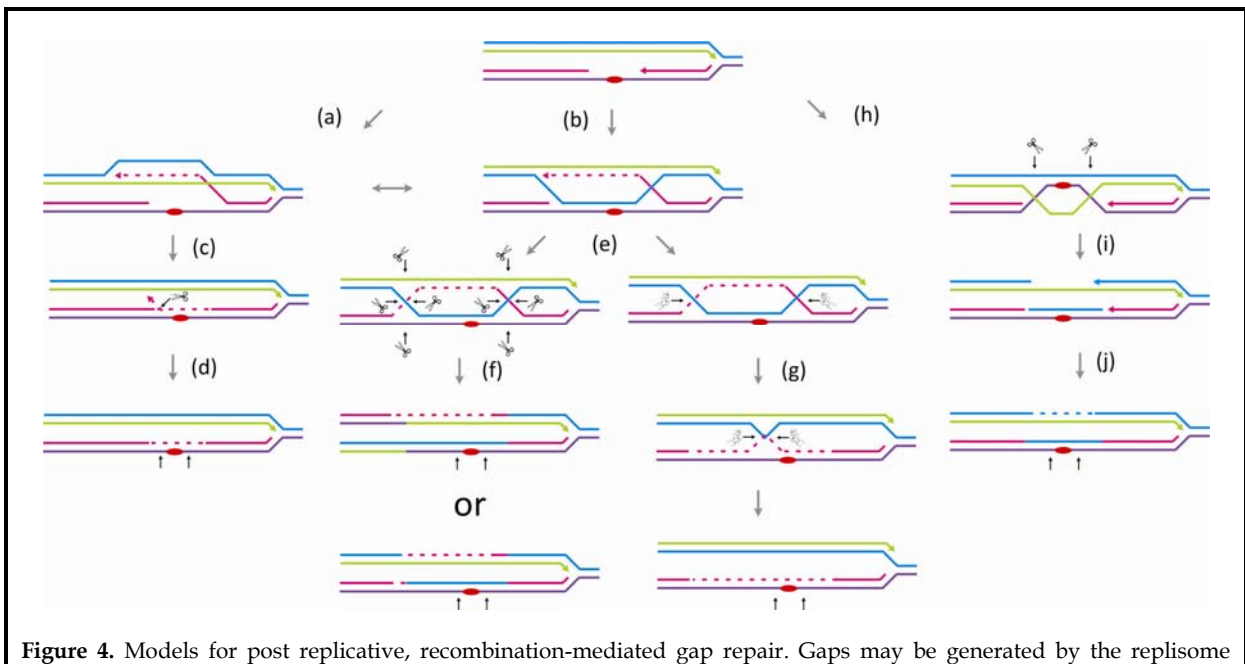 (a)
(b)
(h)
(c)
(e)
(i)
(d)
(f)
(g)
(j)
or
Figure 4. Models for post replicative, recombination-mediated gap repair. Gaps may be generated by the replisome